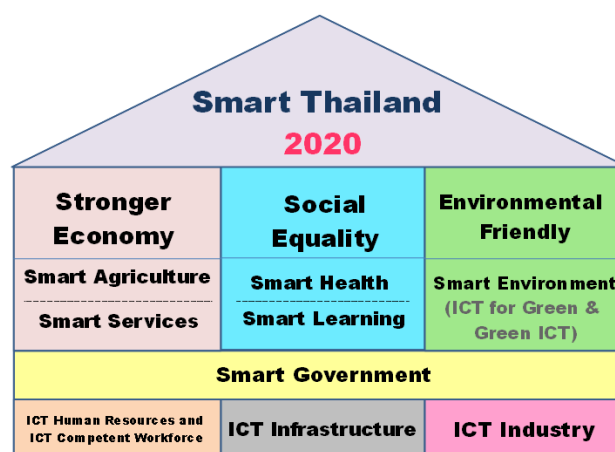 Smart Thailand
2020
Stronger
Economy
Smart Agriculture
Smart Services
Social
Equality
Smart Health
Smart Learning
Environmental
Friendly
Smart Environment
(ICT for Green &
Green ICT)
Smart Government
ICT Human Resources and
ICT Competent Workforce
ICT Infrastructure
ICT Industry